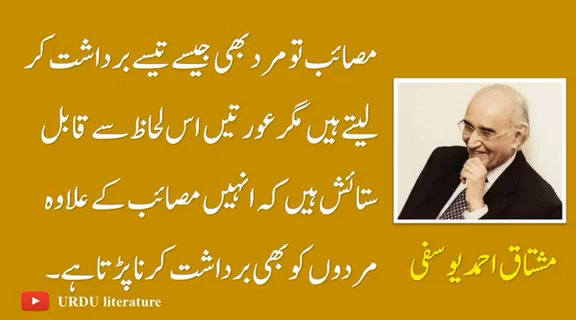 مصائب تو مرد بھی جیسے تیسے برداشت کر
لیتے ہیں مگر عورتیں اس لحاظ سے قابل
ستائش ہیں کہ انہیں مصائب کے علاوہ
مردوں کو بھی برداشت کرنا پڑتا ہے۔
مشتاق احمد یوسفی
URDU literature